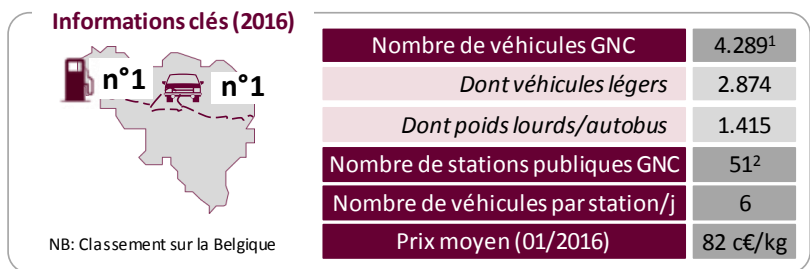 Informations clés (2016)
n°1
n°1
NB: Classement sur la Belgique
Nombre de véhicules GNC 4.289¹
Dont véhicules légers 2.874
Dont poids lourds/autobus 1.415
Nombre de stations publiques GNC 51²
Nombre de véhicules par station/j 6
Prix moyen (01/2016) 82 c€/kg